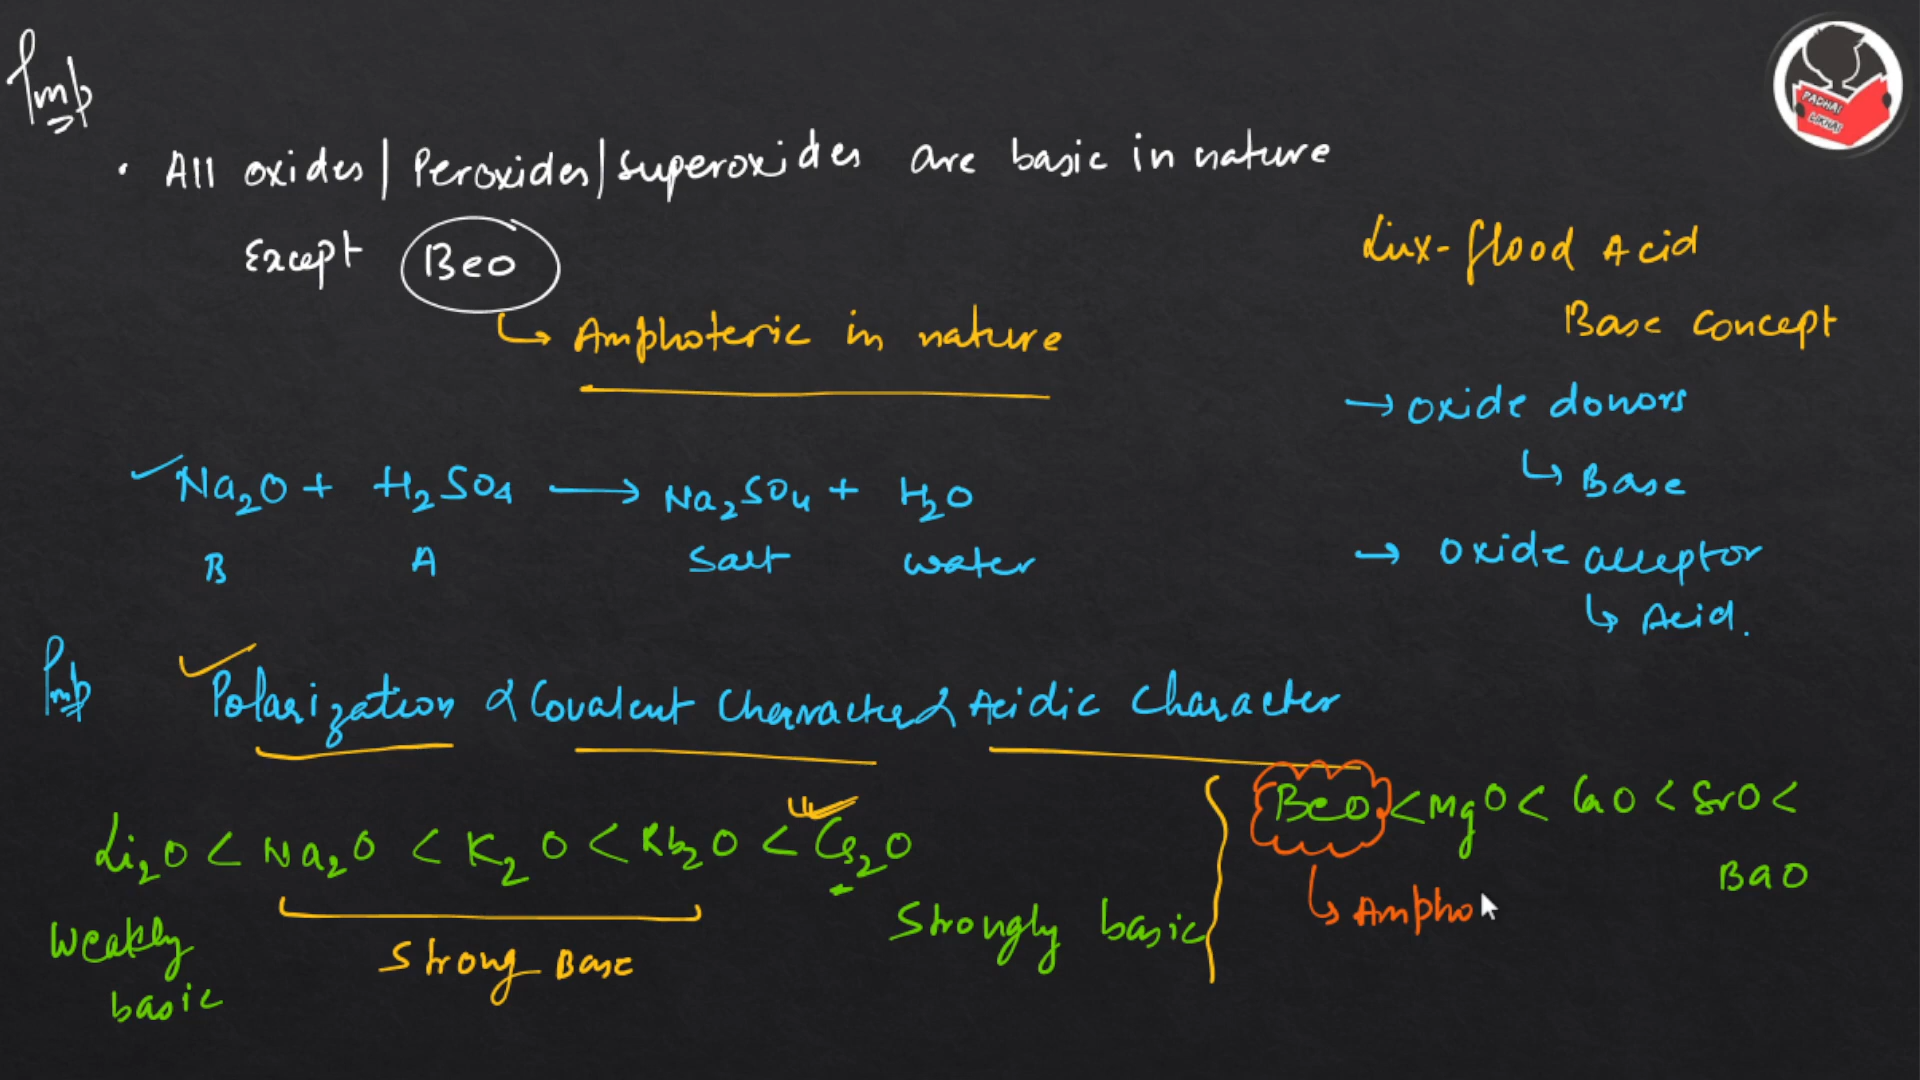 Imp
• All oxides | Peroxides | superoxides are basic in nature
Except Beo
↳ Amphoteric in nature
Lux-flood Acid
Base concept
→ oxide donors
↳ Base
→ oxide acceptor
↳ Acid.
✓ Na₂O + H₂SO₄ → Na₂SO₄ + H₂O
B A Salt water
Imp
✓ Polarization α Covalent Character α Acidic character
Li₂O < Na₂O < K₂O < Rb₂O < Cs₂O
Weakly basic
Strong Base
Strongly basic
BeO < MgO < CaO < SrO <
BaO
↳ Ampho
PADHAI
LIKHAI